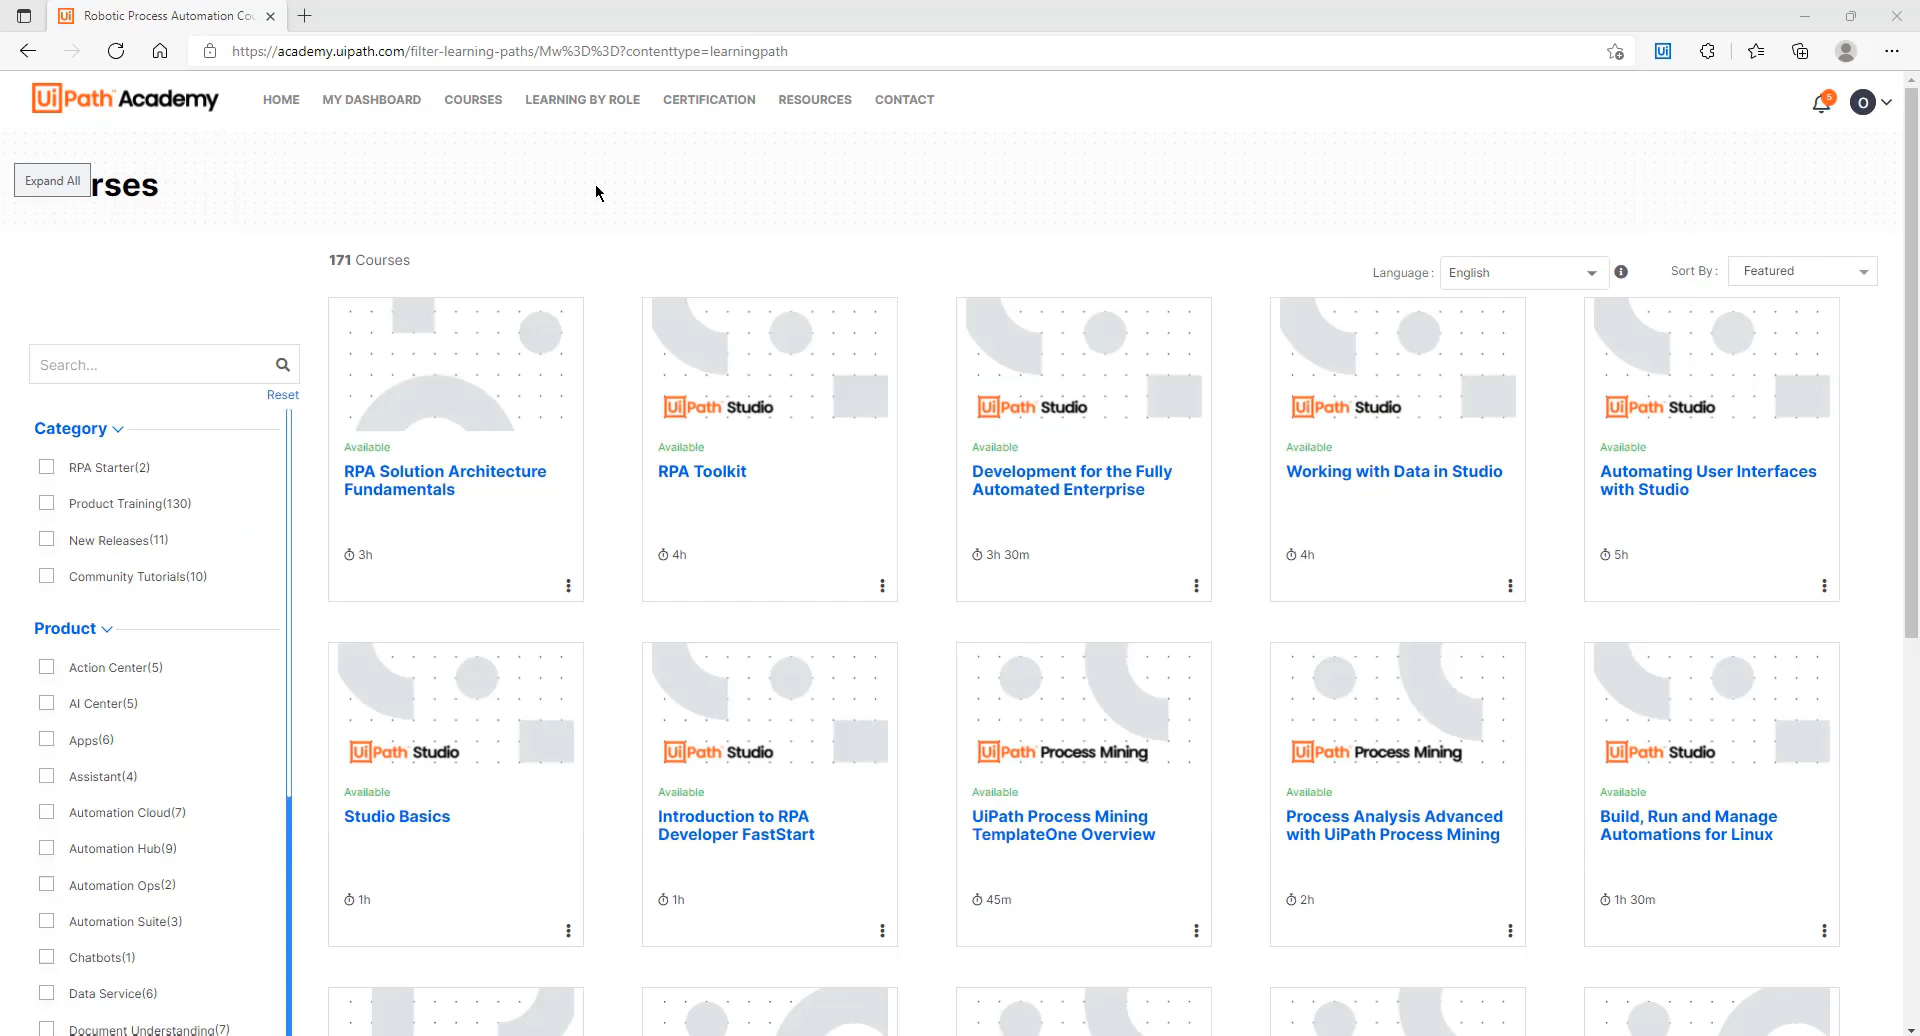 Robotic Process Automation Cou
https://academy.uipath.com/filter-learning-paths/Mw%3D%3D?contenttype=learningpath
Ui
UiPath Academy
HOME
MY DASHBOARD
COURSES
LEARNING BY ROLE
CERTIFICATION
RESOURCES
CONTACT
5
O
Expand All
rses
171 Courses
Language :
English
Sort By :
Featured
Search...
Reset
Category
RPA Starter(2)
Product Training(130)
New Releases(11)
Community Tutorials(10)
Product
Action Center(5)
AI Center(5)
Apps(6)
Assistant(4)
Automation Cloud(7)
Automation Hub(9)
Automation Ops(2)
Automation Suite(3)
Chatbots(1)
Data Service(6)
Document Understanding(7)
Available
RPA Solution Architecture
Fundamentals
3h
UiPath Studio
Available
RPA Toolkit
4h
UiPath Studio
Available
Development for the Fully
Automated Enterprise
3h 30m
UiPath Studio
Available
Working with Data in Studio
4h
UiPath Studio
Available
Automating User Interfaces
with Studio
5h
UiPath Studio
Available
Studio Basics
1h
UiPath Studio
Available
Introduction to RPA
Developer FastStart
1h
UiPath Process Mining
Available
UiPath Process Mining
TemplateOne Overview
45m
UiPath Process Mining
Available
Process Analysis Advanced
with UiPath Process Mining
2h
UiPath Studio
Available
Build, Run and Manage
Automations for Linux
1h 30m